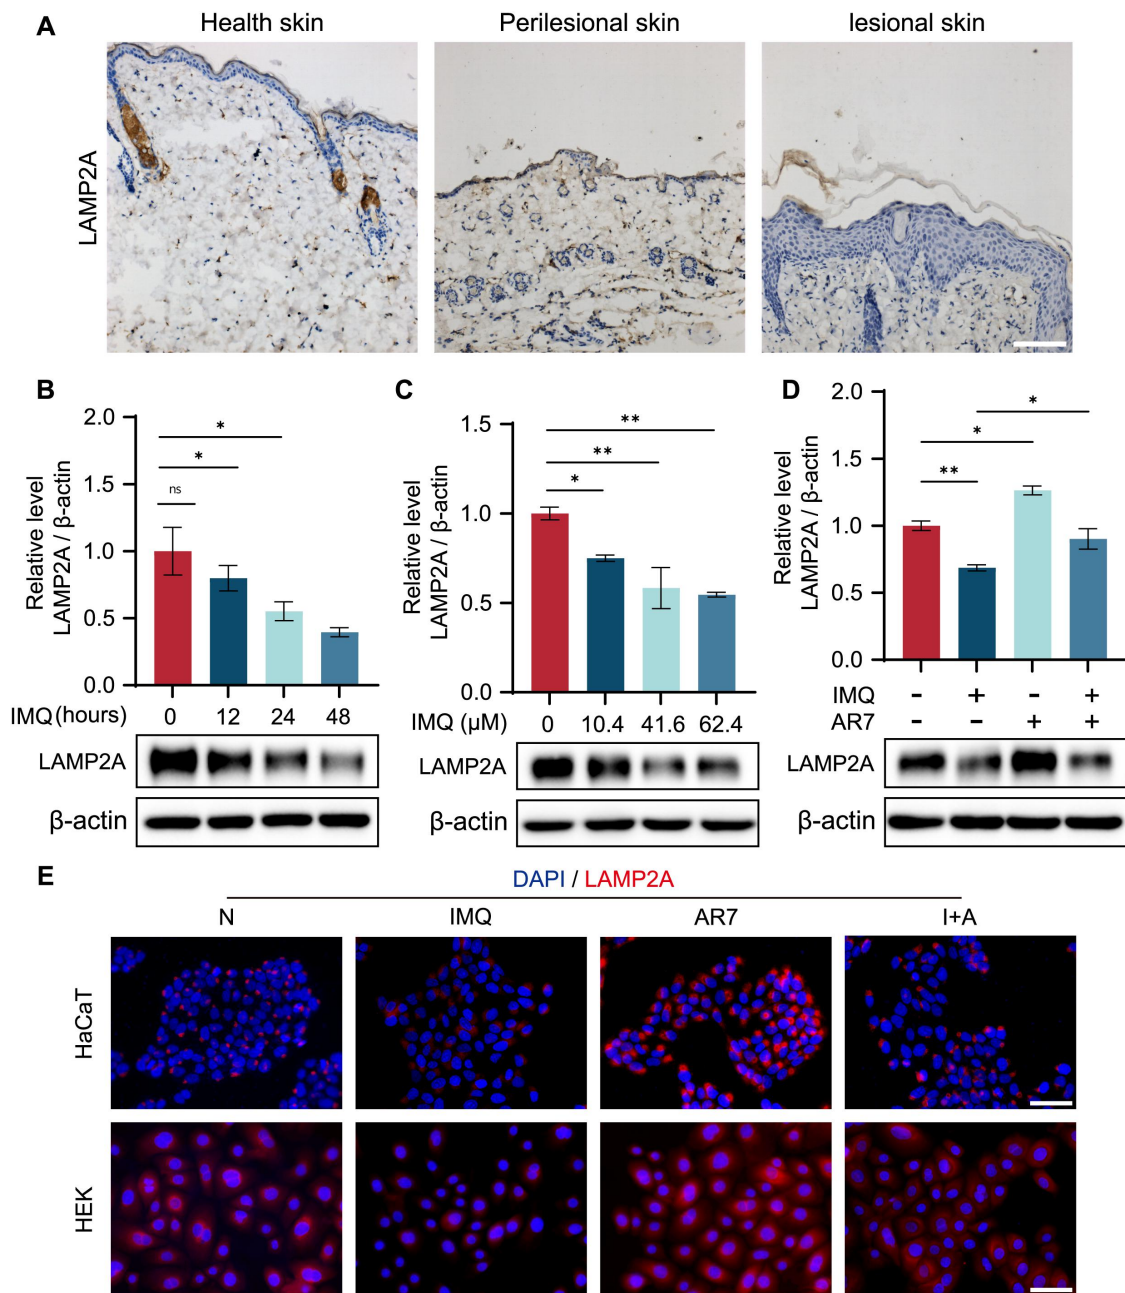 A
Health skin
Perilesional skin
lesional skin
LAMP2A
B
Relative level
LAMP2A / β-actin
2.0
1.5
1.0
0.5
0.0
*
*
ns
IMQ (hours) 0 12 24 48
LAMP2A
β-actin
C
Relative level
LAMP2A / β-actin
1.5
1.0
0.5
0.0
**
**
*
IMQ (μM) 0 10.4 41.6 62.4
LAMP2A
β-actin
D
Relative level
LAMP2A / β-actin
2.0
1.5
1.0
0.5
0.0
*
*
**
IMQ - + - +
AR7 - - + +
LAMP2A
β-actin
E
DAPI / LAMP2A
N IMQ AR7 I+A
HaCaT
HEK